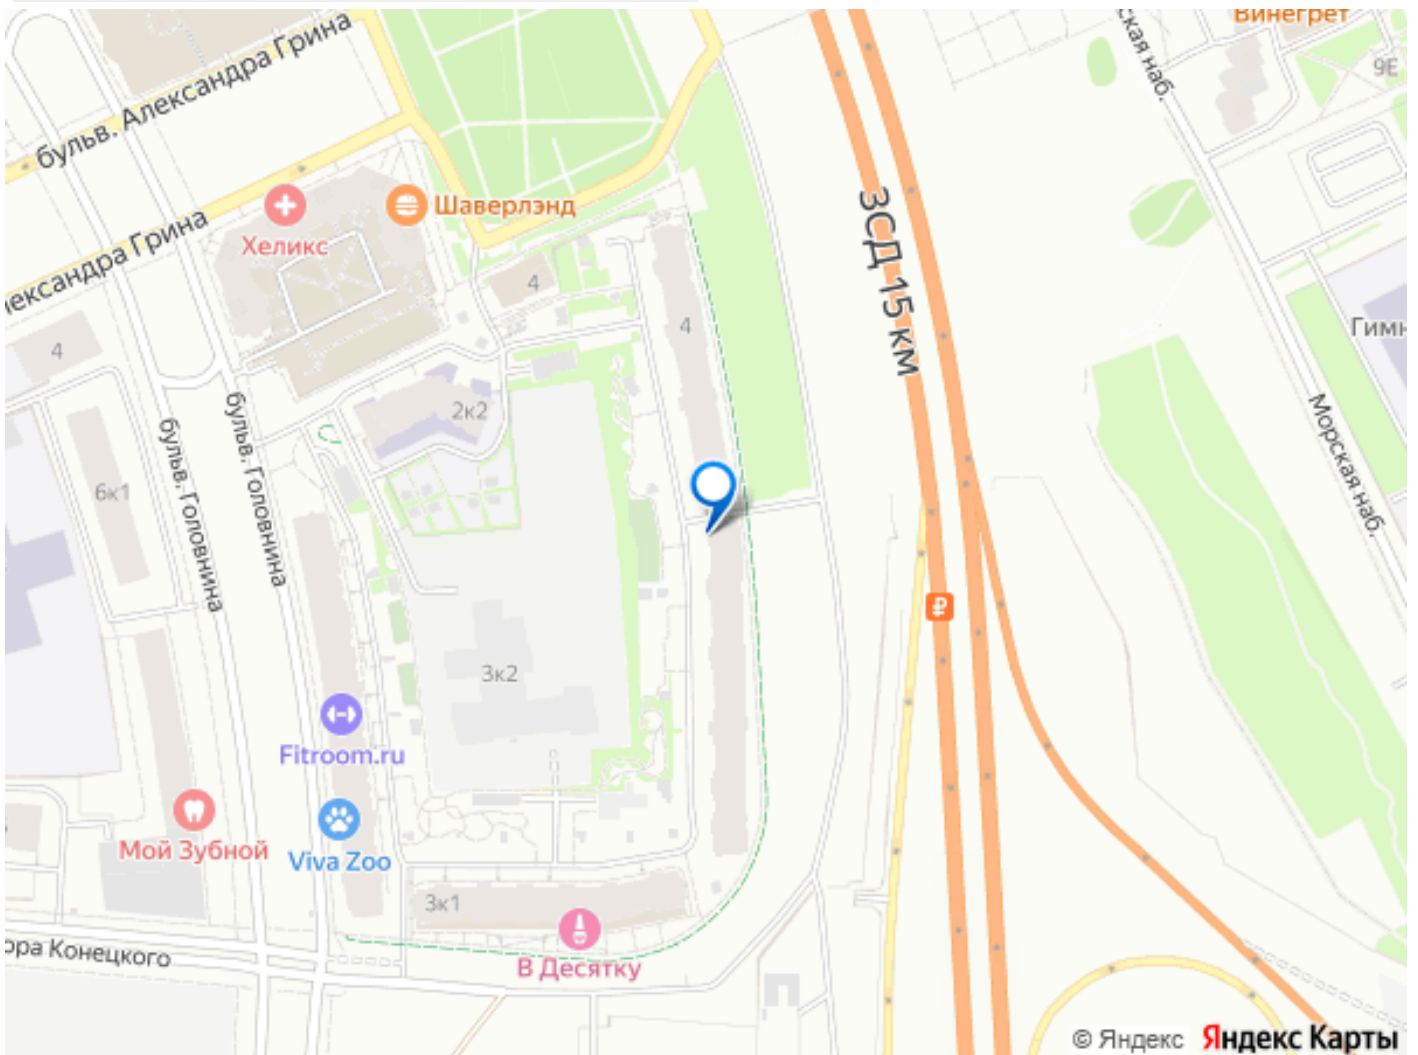 Винегрет
ская наб.
9Е
бульв. Александра Грина
Шаверлэнд
Хеликс
лександра Грина
ЗСД 15 км
4
4
4
Гимн
2к2
бульв. Головнина
бульв. Головнина
Морская наб.
6к1
3к2
Fitroom.ru
Мой Зубной
Viva Zoo
3к1
ора Конецкого
В Десятку
© Яндекс Яндекс Карты